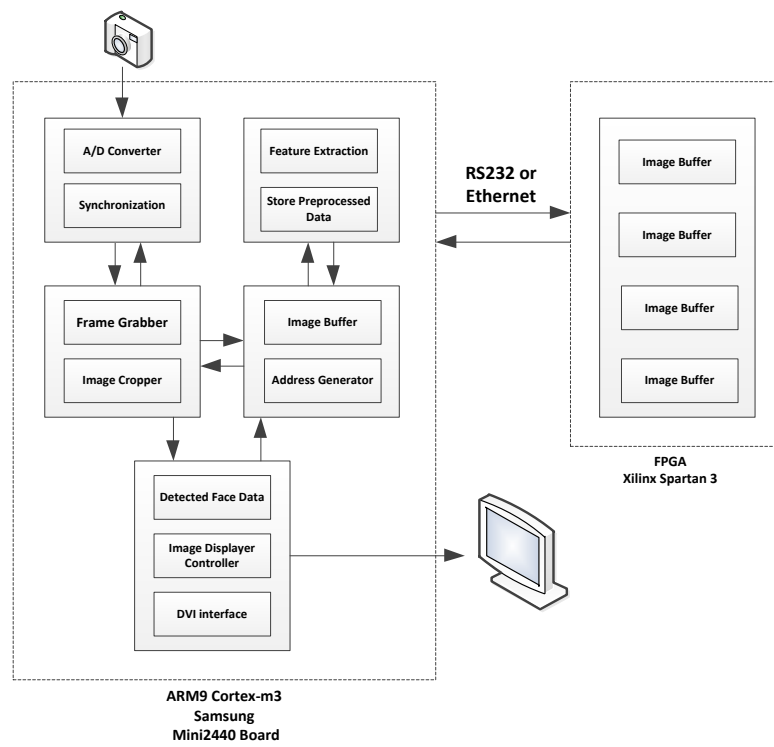 A/D Converter
Synchronization
Feature Extraction
Store Preprocessed
Data
Frame Grabber
Image Cropper
Image Buffer
Address Generator
Detected Face Data
Image Displayer
Controller
DVI interface
ARM9 Cortex-m3
Samsung
Mini2440 Board
RS232 or
Ethernet
Image Buffer
Image Buffer
Image Buffer
Image Buffer
FPGA
Xilinx Spartan 3